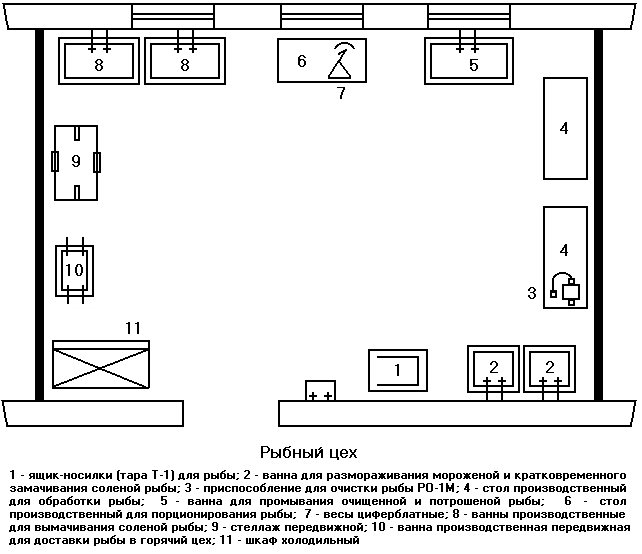 8 8 6 5
7
4
9
4
10
3
11
1 2 2
Рыбный цех
1 - ящик-носилки (тара Т-1) для рыбы; 2 - ванна для размораживания мороженой и кратковременного
замачивания соленой рыбы; 3 - приспособление для очистки рыбы РО-1М; 4 - стол производственный
для обработки рыбы; 5 - ванна для промывания очищенной и потрошеной рыбы; 6 - стол
производственный для порционирования рыбы; 7 - весы циферблатные; 8 - ванны производственные
для вымачивания соленой рыбы; 9 - стеллаж передвижной; 10 - ванна производственная передвижная
для доставки рыбы в горячий цех; 11 - шкаф холодильный